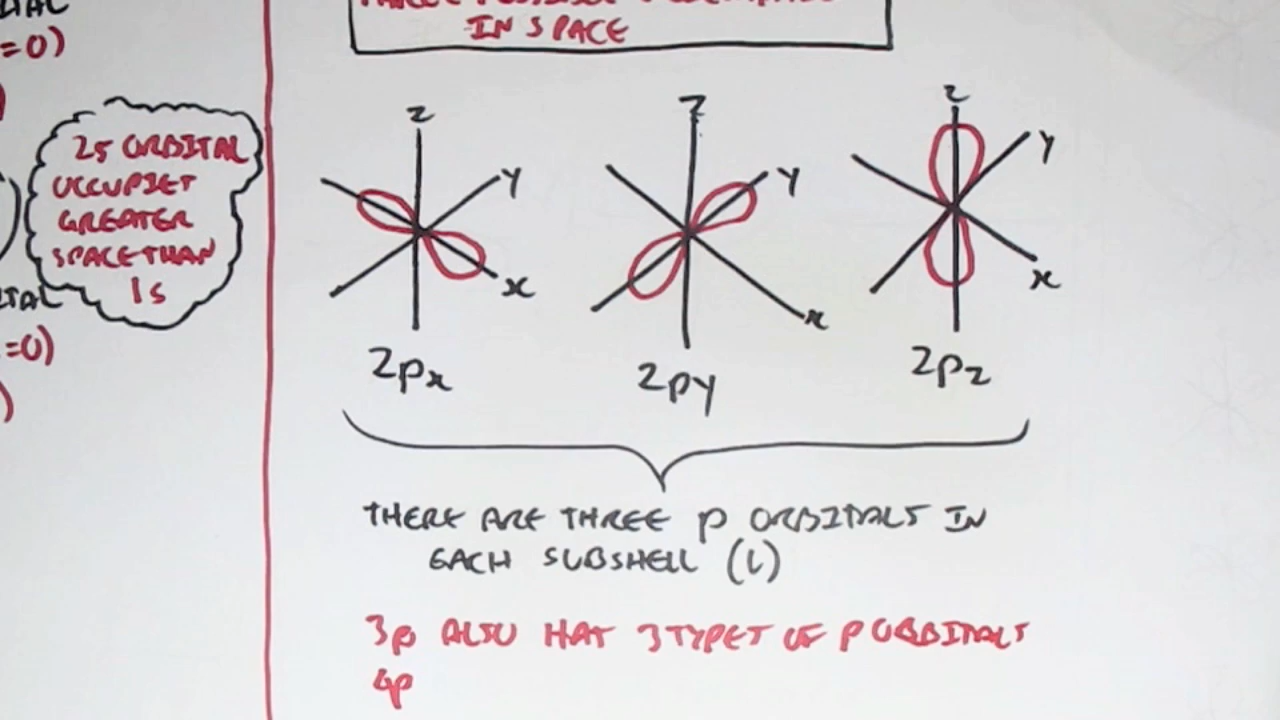 =0)
2s ORBITAL
OCCUPIES
GREATER
SPACE THAN
1s
=0)
IN SPACE
z
y
x
2px
z
y
x
2py
z
y
x
2pz
THERE ARE THREE p ORBITALS IN
EACH SUBSHELL (l)
3p ALSO HAS 3 TYPES OF P ORBBITALS
4p